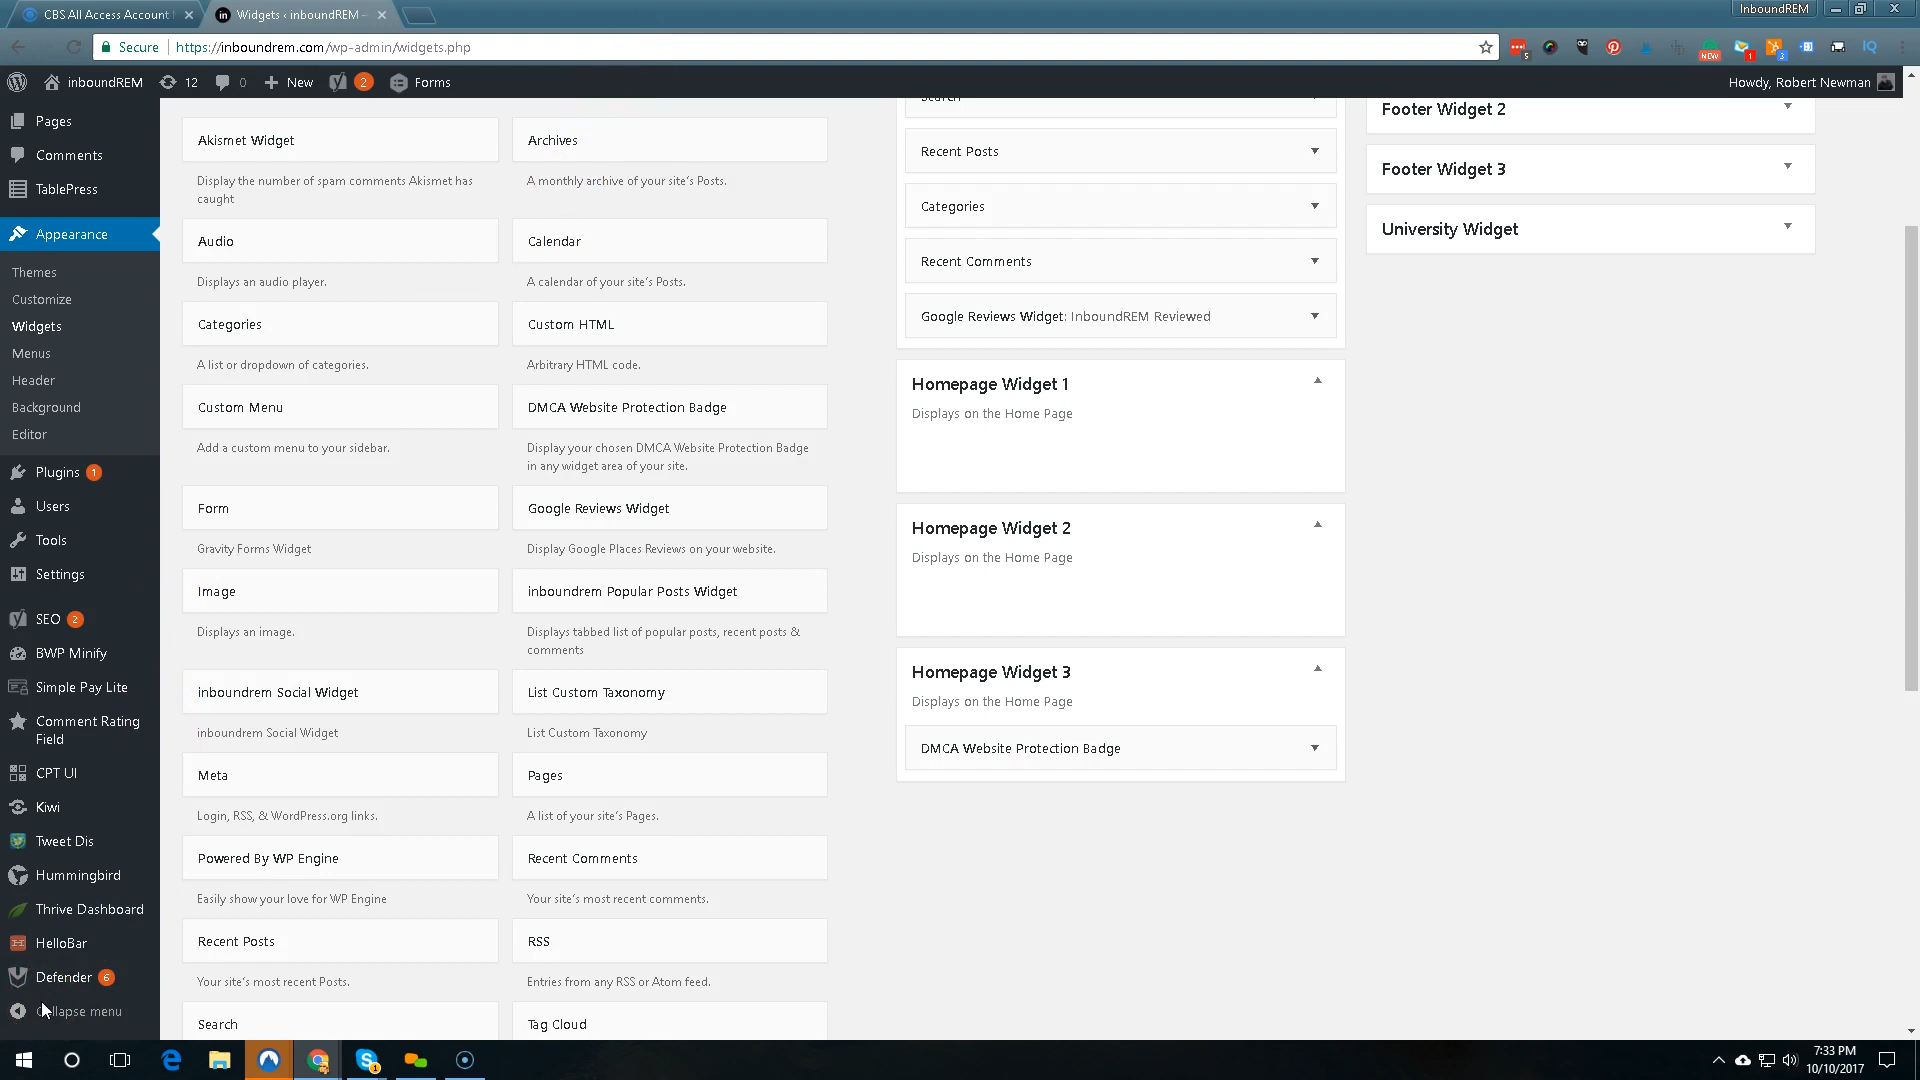 CBS All Access Account
Widgets ‹ inboundREM –
InboundREM
Secure
https://inboundrem.com/wp-admin/widgets.php
5
NEW
1
3
IQ
inboundREM
12
0
New
2
Forms
Howdy, Robert Newman
Pages
Comments
TablePress
Appearance
Themes
Customize
Widgets
Menus
Header
Background
Editor
Plugins 1
Users
Tools
Settings
SEO 2
BWP Minify
Simple Pay Lite
Comment Rating
Field
CPT UI
Kiwi
Tweet Dis
Hummingbird
Thrive Dashboard
HelloBar
Defender 6
Collapse menu
Akismet Widget
Display the number of spam comments Akismet has
caught
Archives
A monthly archive of your site's Posts.
Audio
Displays an audio player.
Calendar
A calendar of your site's Posts.
Categories
A list or dropdown of categories.
Custom HTML
Arbitrary HTML code.
Custom Menu
Add a custom menu to your sidebar.
DMCA Website Protection Badge
Display your chosen DMCA Website Protection Badge
in any widget area of your site.
Form
Gravity Forms Widget
Google Reviews Widget
Display Google Places Reviews on your website.
Image
Displays an image.
inboundrem Popular Posts Widget
Displays tabbed list of popular posts, recent posts &
comments
inboundrem Social Widget
inboundrem Social Widget
List Custom Taxonomy
List Custom Taxonomy
Meta
Login, RSS, & WordPress.org links.
Pages
A list of your site's Pages.
Powered By WP Engine
Easily show your love for WP Engine
Recent Comments
Your site's most recent comments.
Recent Posts
Your site's most recent Posts.
RSS
Entries from any RSS or Atom feed.
Search
Tag Cloud
Search
Recent Posts
Categories
Recent Comments
Google Reviews Widget: InboundREM Reviewed
Homepage Widget 1
Displays on the Home Page
Homepage Widget 2
Displays on the Home Page
Homepage Widget 3
Displays on the Home Page
DMCA Website Protection Badge
Footer Widget 2
Footer Widget 3
University Widget
1
7:33 PM
10/10/2017